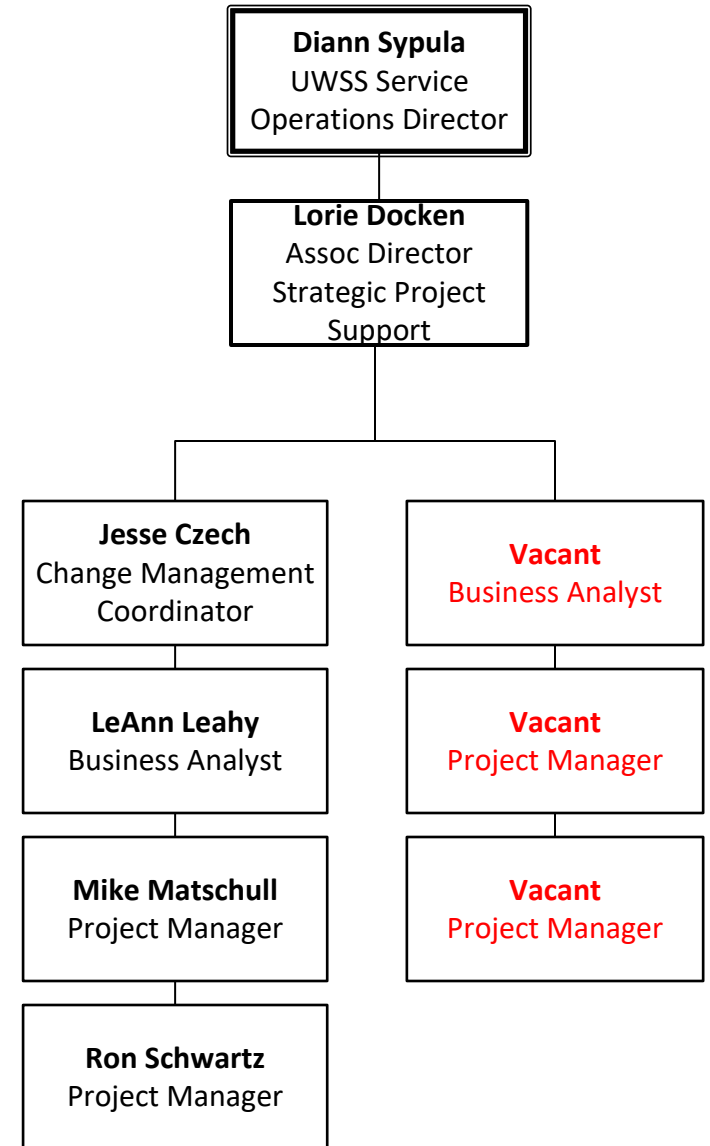 Diann Sypula
UWSS Service
Operations Director
Lorie Docken
Assoc Director
Strategic Project
Support
Jesse Czech
Change Management
Coordinator
LeAnn Leahy
Business Analyst
Mike Matschull
Project Manager
Ron Schwartz
Project Manager
Vacant
Business Analyst
Vacant
Project Manager
Vacant
Project Manager